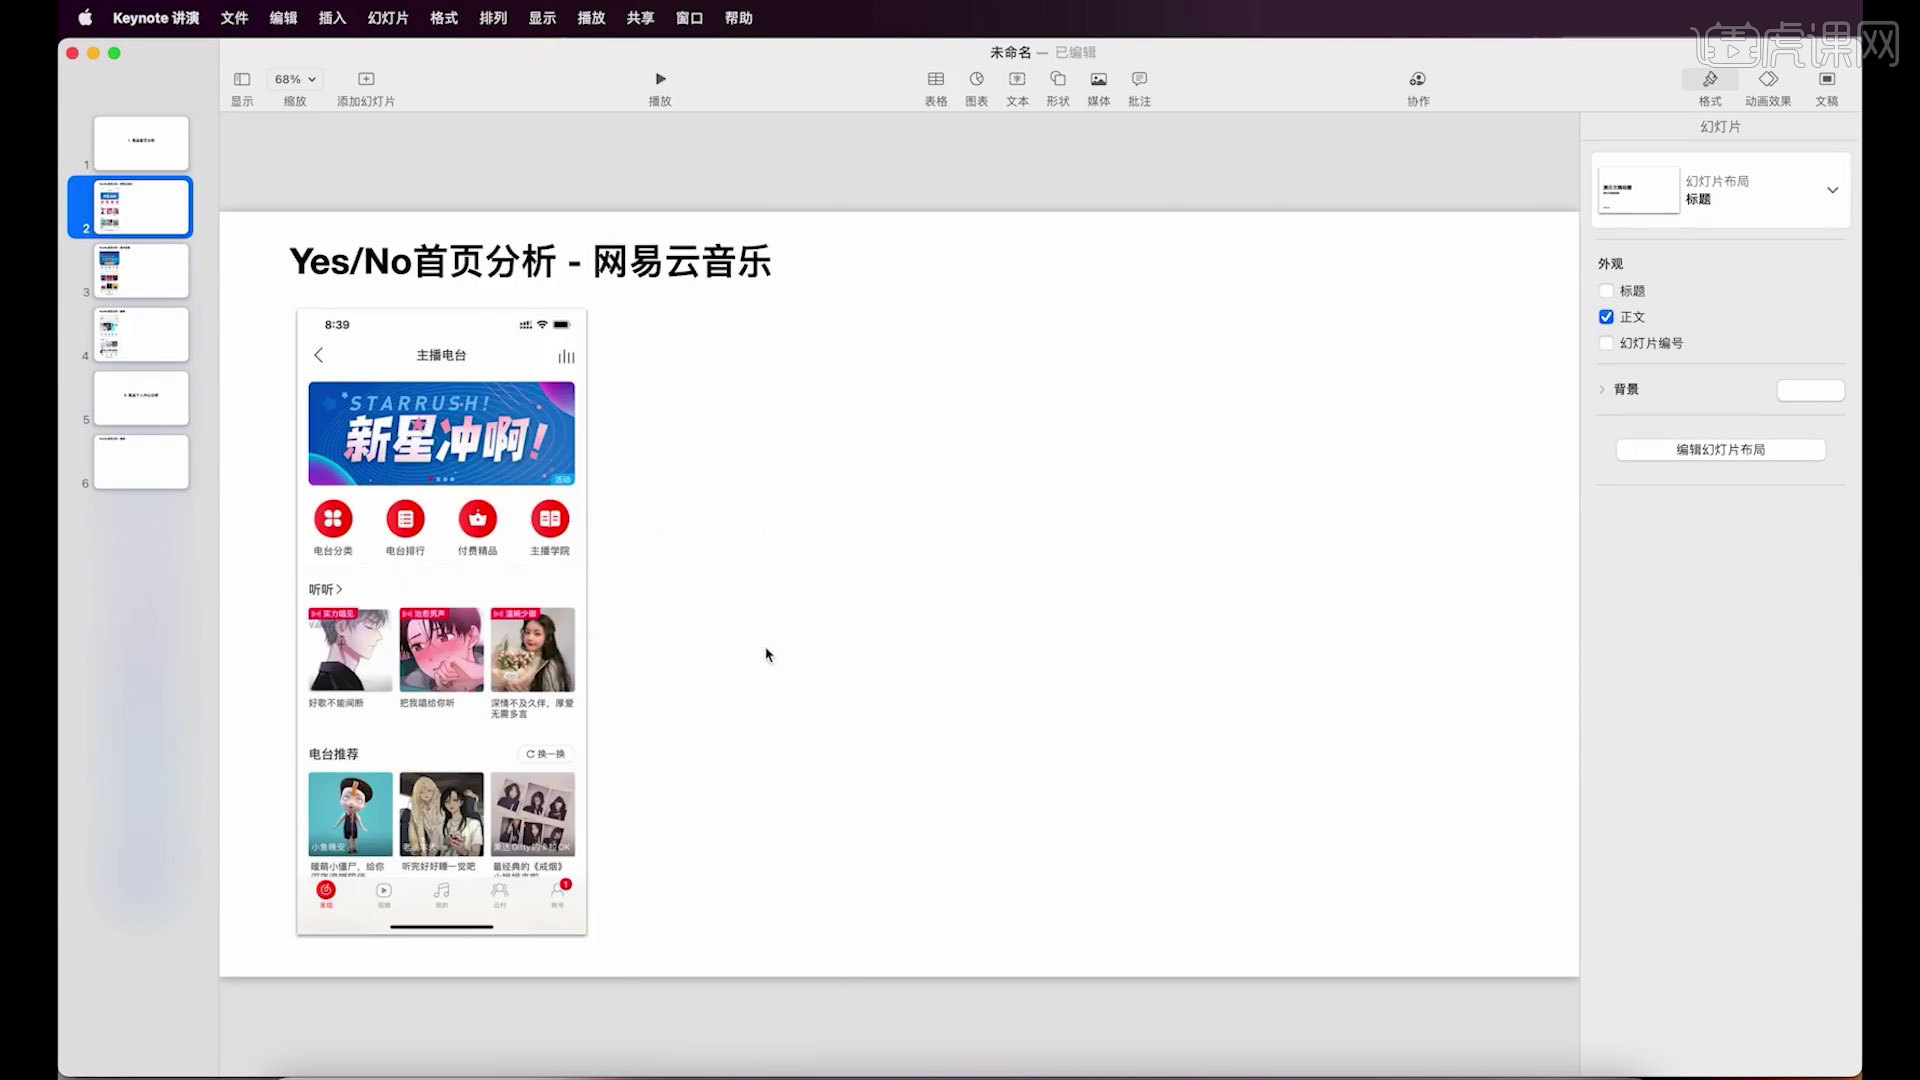 Keynote 讲演 文件 编辑 插入 幻灯片 格式 排列 显示 播放 共享 窗口 帮助
虎课网
未命名 — 已编辑
68%
显示 缩放 添加幻灯片 播放 表格 图表 文本 形状 媒体 批注 协作 格式 动画效果 文稿
幻灯片
1
2
3
4
5
6
Yes/No首页分析 - 网易云音乐
8:39
主播电台
STARRUSH!
新星冲啊!
活动
电台分类 电台排行 付费精品 主播学院
听听>
实力唱见 治愈男声 温婉少御
好歌不能间断 把我唱给你听 深情不及久伴,厚爱
无需多言
电台推荐 换一换
小鱼晚安
暖萌小僵尸,给你 听完好好睡一觉吧 最经典的《戒烟》
发现 视频 我的 云村 帐号
1
幻灯片布局
标题
外观
标题
正文
幻灯片编号
背景
编辑幻灯片布局